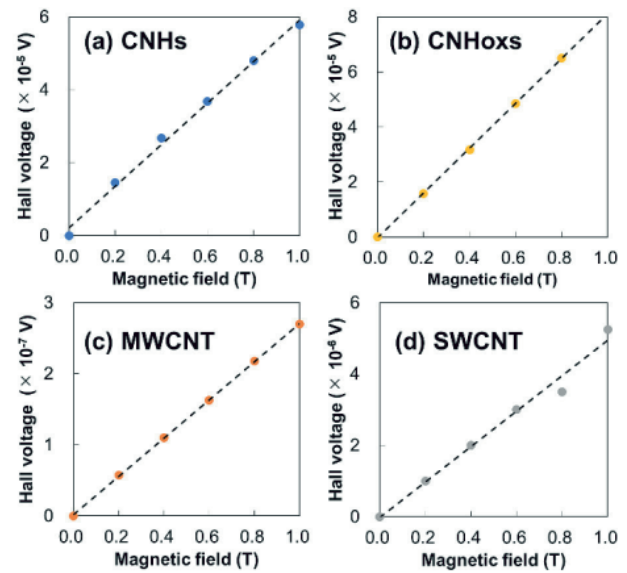 (a) CNHs
Hall voltage ( × 10⁻⁵ V)
6
4
2
0
0.0 0.2 0.4 0.6 0.8 1.0
Magnetic field (T)
(b) CNHoxs
Hall voltage ( × 10⁻⁵ V)
8
6
4
2
0
0.0 0.2 0.4 0.6 0.8 1.0
Magnetic field (T)
(c) MWCNT
Hall voltage ( × 10⁻⁷ V)
3
2
1
0
0.0 0.2 0.4 0.6 0.8 1.0
Magnetic field (T)
(d) SWCNT
Hall voltage ( × 10⁻⁶ V)
6
4
2
0
0.0 0.2 0.4 0.6 0.8 1.0
Magnetic field (T)